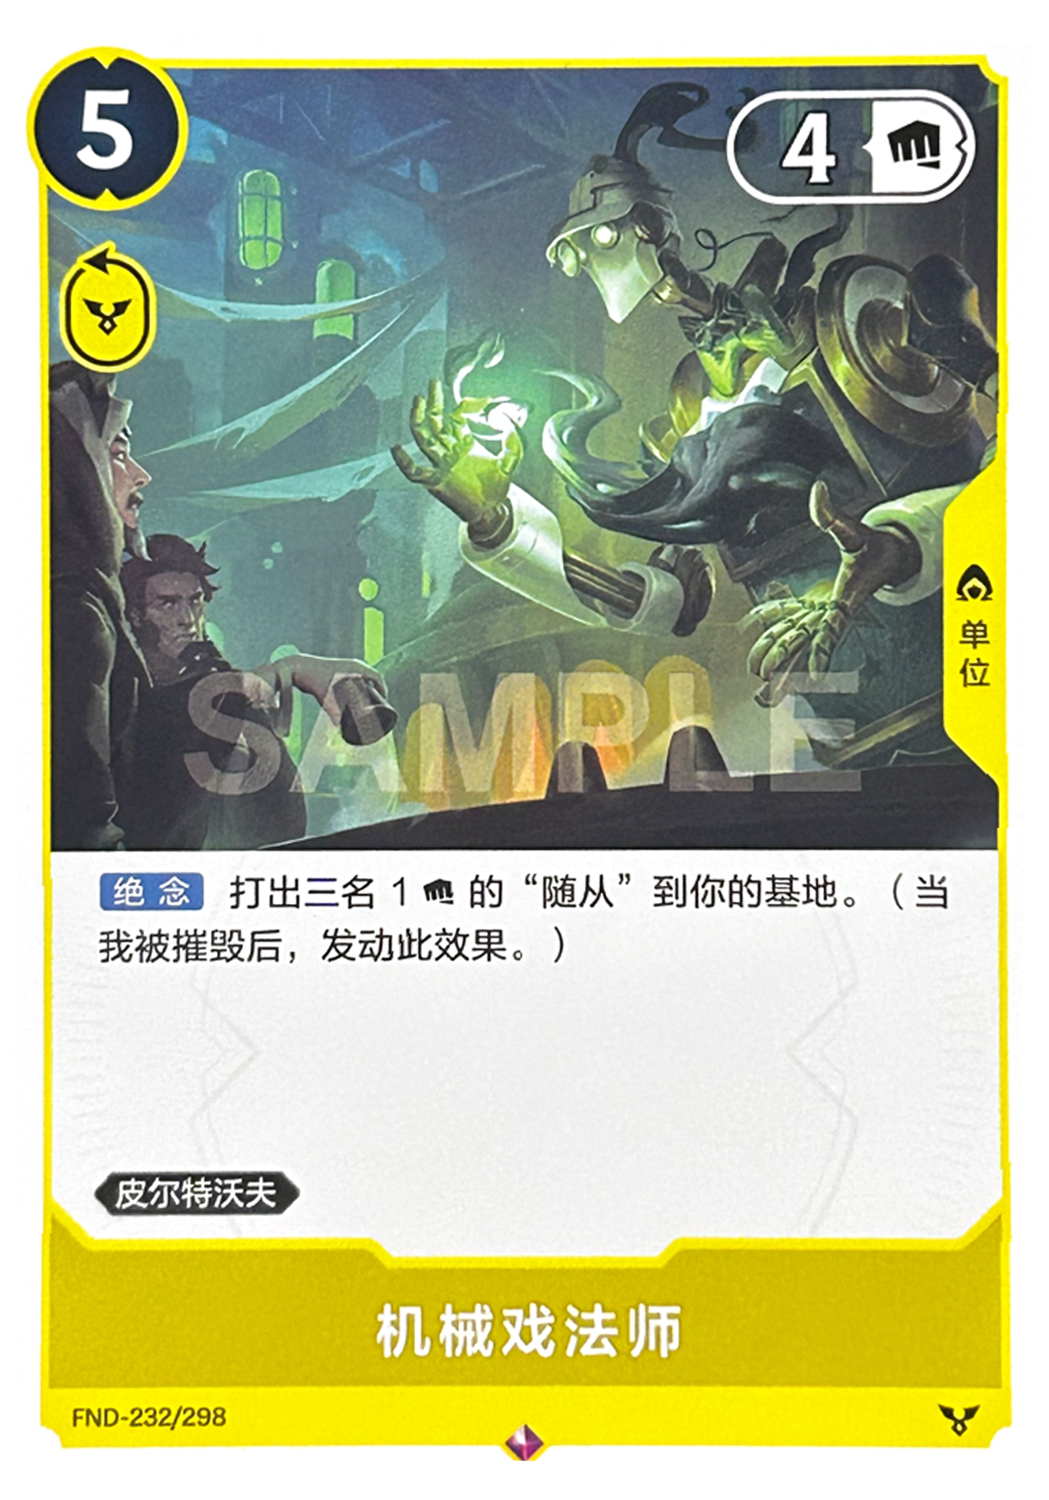 5
4
单位
SAMPLE
绝念 打出三名 1 的“随从”到你的基地。（当
我被摧毁后，发动此效果。）
皮尔特沃夫
机械戏法师
FND-232/298